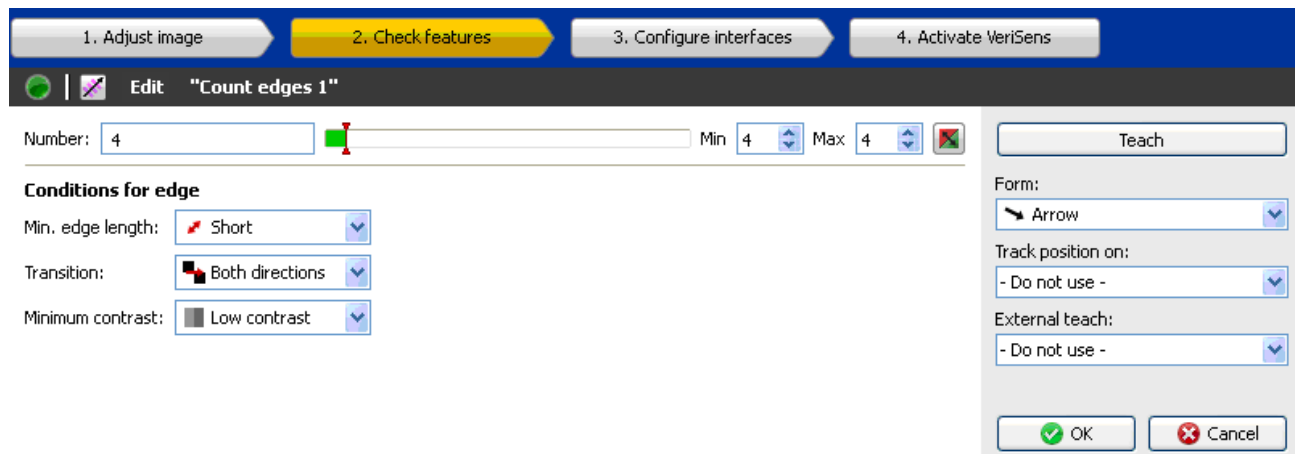 1. Adjust image
2. Check features
3. Configure interfaces
4. Activate VeriSens
Edit "Count edges 1"
Number: 4 Min 4 Max 4
Conditions for edge
Min. edge length: Short
Transition: Both directions
Minimum contrast: Low contrast
Teach
Form:
Arrow
Track position on:
- Do not use -
External teach:
- Do not use -
OK Cancel